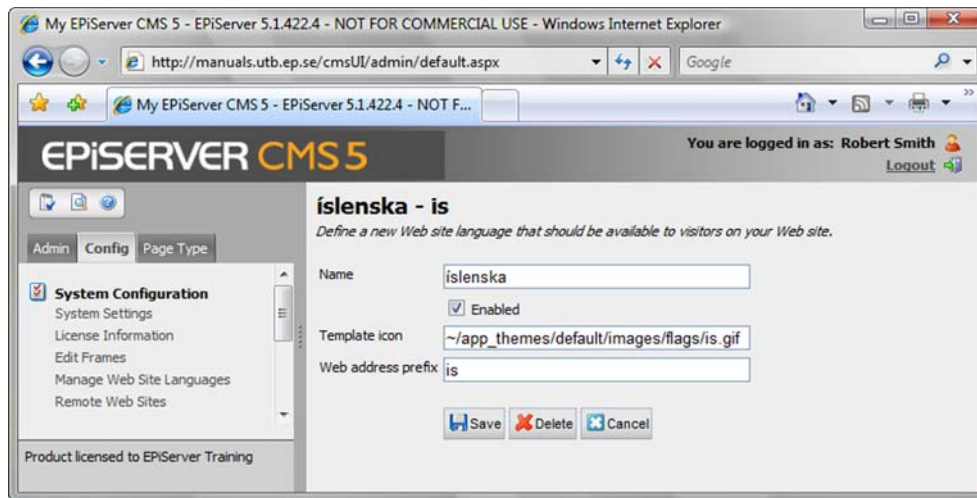 My EPiServer CMS 5 - EPiServer 5.1.422.4 - NOT FOR COMMERCIAL USE - Windows Internet Explorer
http://manuals.utb.ep.se/cmsUI/admin/default.aspx
Google
My EPiServer CMS 5 - EPiServer 5.1.422.4 - NOT F...
EPiSERVER CMS 5
You are logged in as: Robert Smith
Logout
Admin Config Page Type
System Configuration
System Settings
License Information
Edit Frames
Manage Web Site Languages
Remote Web Sites
Product licensed to EPiServer Training
íslenska - is
Define a new Web site language that should be available to visitors on your Web site.
Name íslenska
Enabled
Template icon ~/app_themes/default/images/flags/is.gif
Web address prefix is
Save Delete Cancel